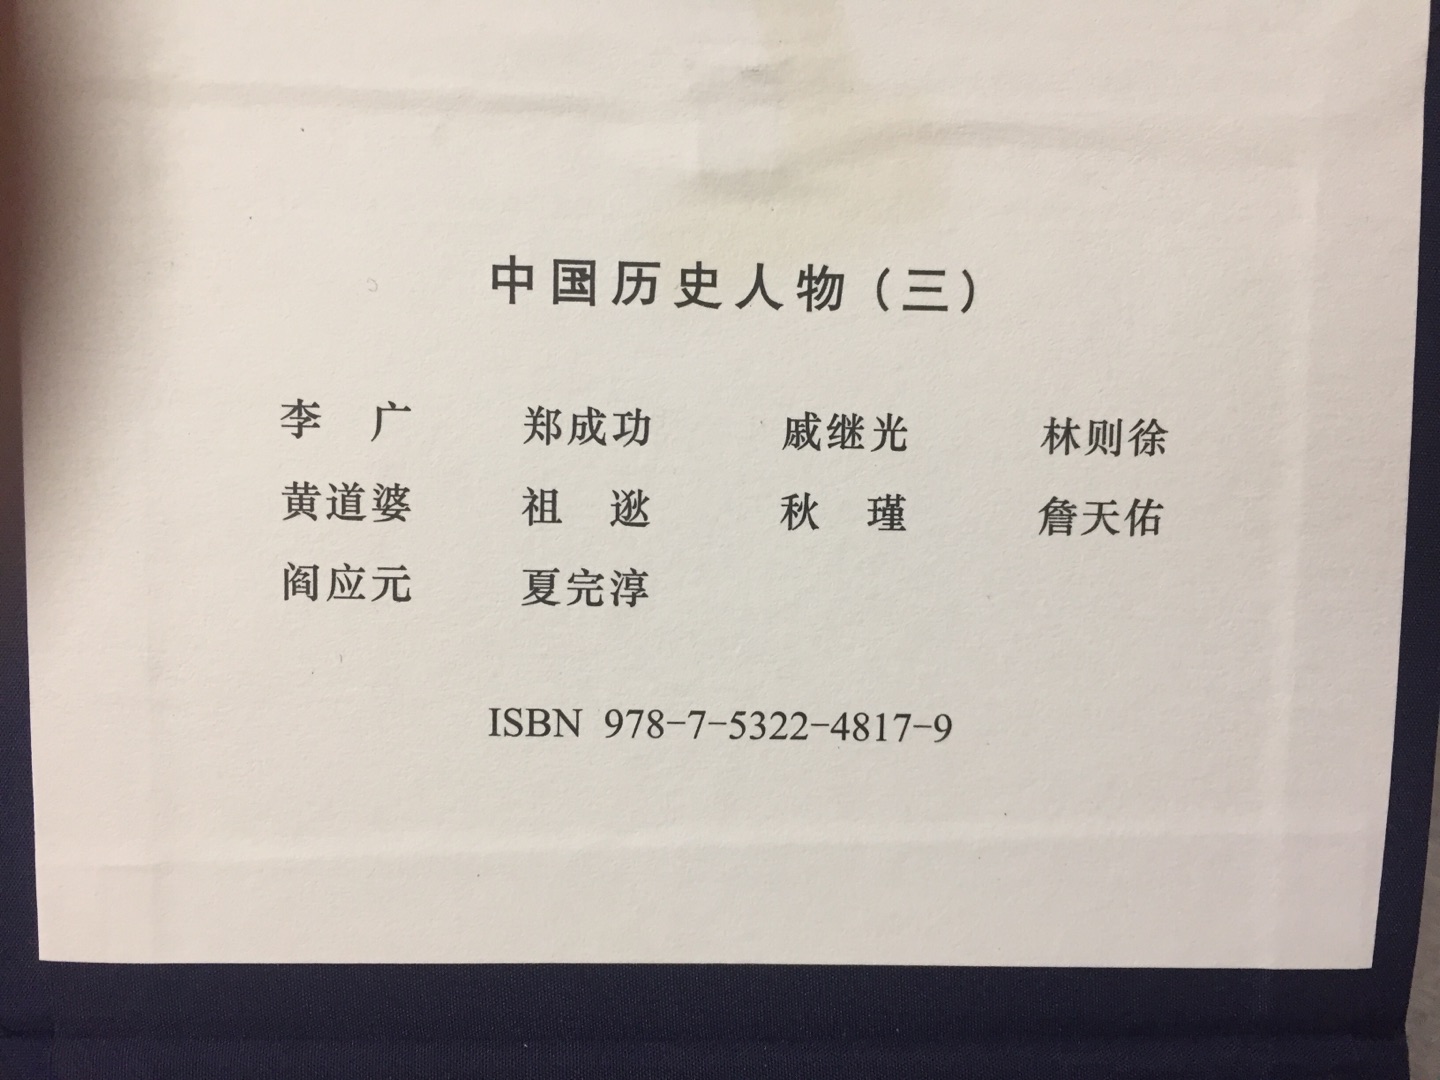 中国历史人物（三）
李　广　郑成功　戚继光　林则徐
黄道婆　祖　逖　秋　瑾　詹天佑
阎应元　夏完淳
ISBN 978-7-5322-4817-9